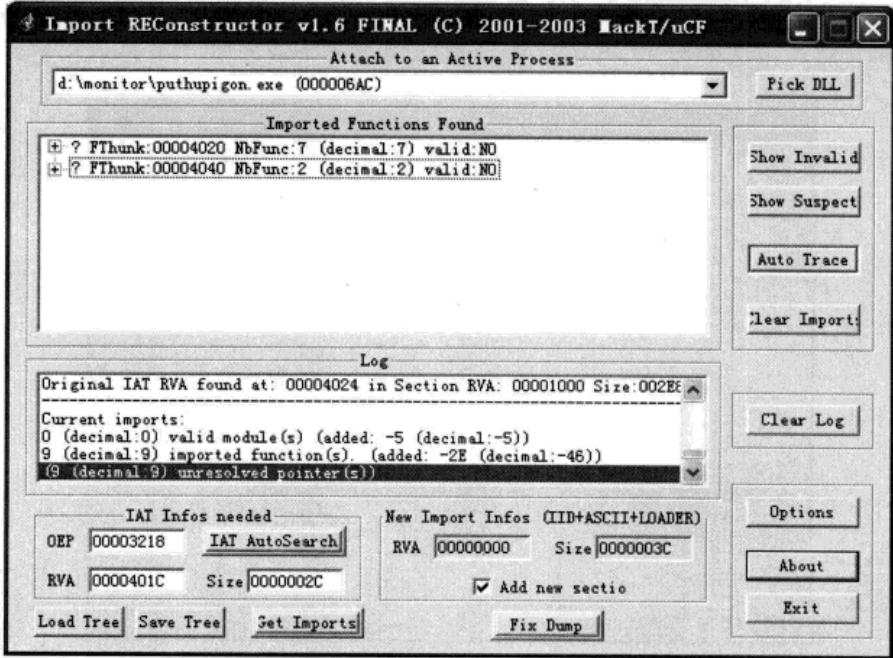 Import REConstructor v1.6 FINAL (C) 2001-2003 MackT/uCF
Attach to an Active Process
d:\monitor\puthupigon.exe (000006AC)
Pick DLL
Imported Functions Found
? FThunk:00004020 NbFunc:7 (decimal:7) valid:NO
? FThunk:00004040 NbFunc:2 (decimal:2) valid:NO
Show Invalid
Show Suspect
Auto Trace
Clear Imports
Log
Original IAT RVA found at: 00004024 in Section RVA: 00001000 Size:002E8
Current imports:
0 (decimal:0) valid module(s) (added: -5 (decimal:-5))
9 (decimal:9) imported function(s). (added: -2E (decimal:-46))
(9 (decimal:9) unresolved pointer(s))
Clear Log
IAT Infos needed
OEP 00003218 IAT AutoSearch
RVA 0000401C Size 0000002C
New Import Infos (IID+ASCII+LOADER)
RVA 00000000 Size 0000003C
Add new sectio
Options
About
Exit
Load Tree Save Tree Get Imports Fix Dump